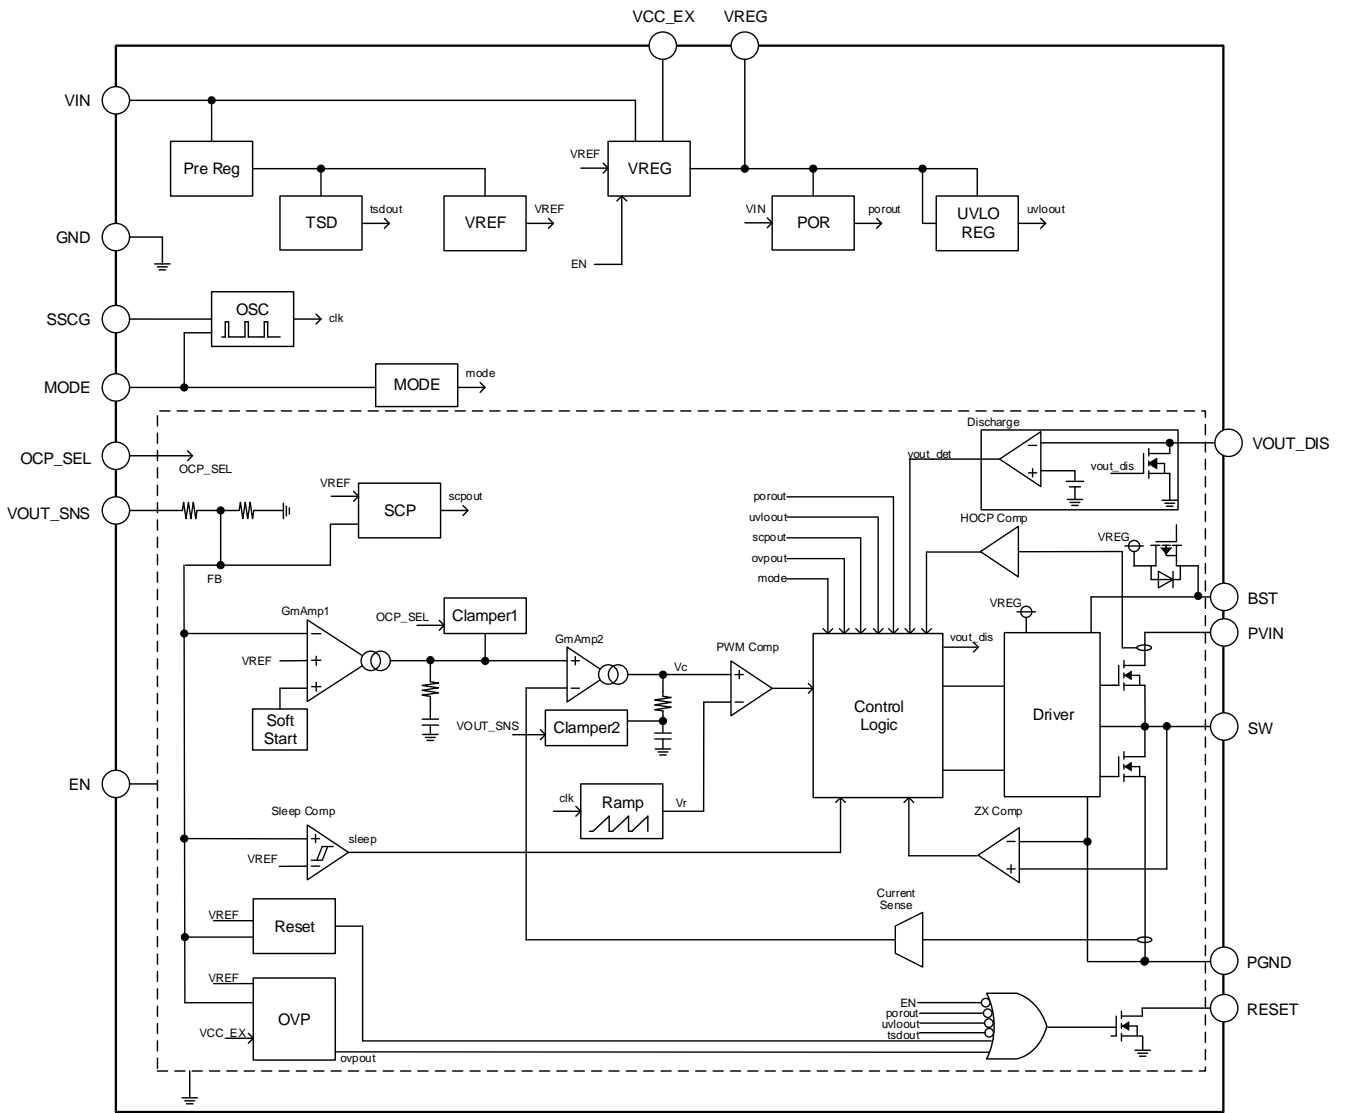 VCC_EX
VREG
VIN
Pre Reg
VREF
VREG
TSD
tsdout
VREF
VREF
VIN
POR
porout
UVLO
REG
uvloout
GND
EN
SSCG
OSC
clk
MODE
MODE
mode
OCP_SEL
OCP_SEL
Discharge
vout_det
vout_dis
VOUT_DIS
VOUT_SNS
VREF
SCP
scpout
FB
porout
uvloout
scpout
ovpout
mode
HOCP Comp
VREG
BST
GmAmp1
OCP_SEL
Clamper1
VREF
Soft
Start
GmAmp2
Vc
PWM Comp
VOUT_SNS
Clamper2
Control
Logic
vout_dis
VREG
Driver
PVIN
SW
EN
clk
Ramp
Vr
Sleep Comp
sleep
VREF
ZX Comp
Current
Sense
VREF
Reset
PGND
VREF
OVP
VCC_EX
ovpout
EN
porout
uvloout
tsdout
RESET